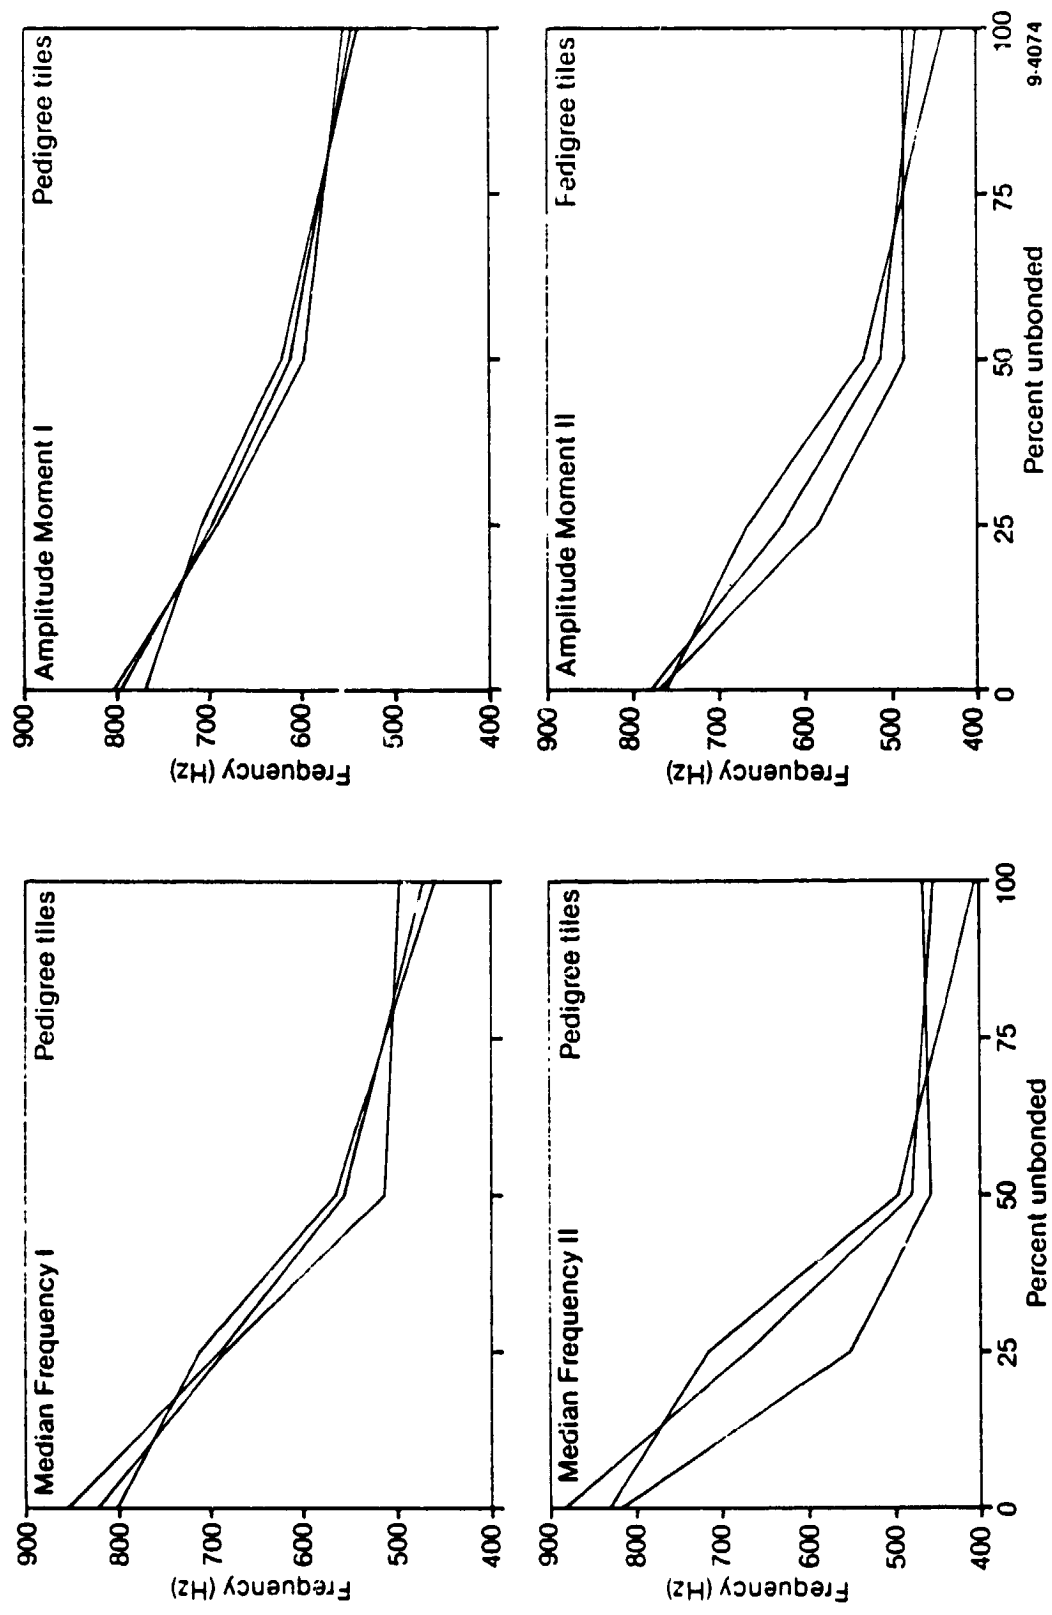 Median Frequency I
Pedigree tiles
900
800
700
600
500
400
Frequency (Hz)
Amplitude Moment I
Pedigree tiles
900
800
700
600
500
400
Frequency (Hz)
Median Frequency II
Pedigree tiles
900
800
700
600
500
400
Frequency (Hz)
0
25
50
75
100
Percent unbonded
Amplitude Moment II
Fedigree tiles
900
800
700
600
500
400
Frequency (Hz)
0
25
50
75
100
Percent unbonded
9-4074